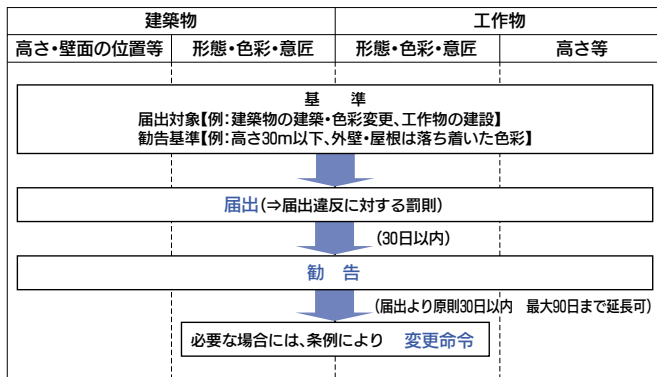 建築物 工作物
高さ・壁面の位置等 形態・色彩・意匠 形態・色彩・意匠 高さ等
基 準
届出対象【例：建築物の建築・色彩変更、工作物の建設】
勧告基準【例：高さ30m以下、外壁・屋根は落ち着いた色彩】
届出(⇒届出違反に対する罰則)
(30日以内)
勧 告
(届出より原則30日以内 最大90日まで延長可)
必要な場合には、条例により 変更命令